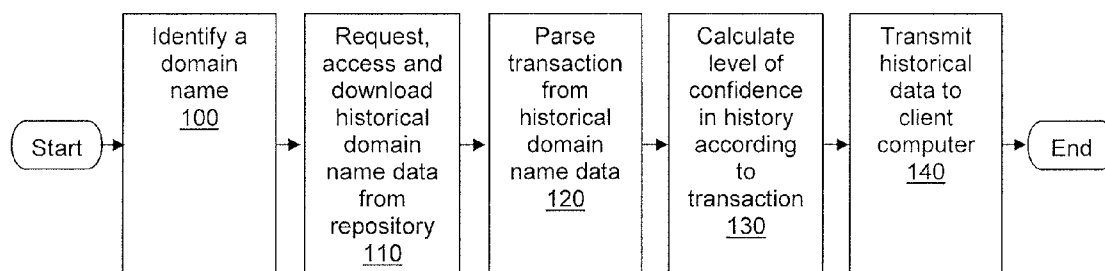 Start
Identify a
domain
name
100
Request,
access and
download
historical
domain
name data
from
repository
110
Parse
transaction
from
historical
domain
name data
120
Calculate
level of
confidence
in history
according
to
transaction
130
Transmit
historical
data to
client
computer
140
End